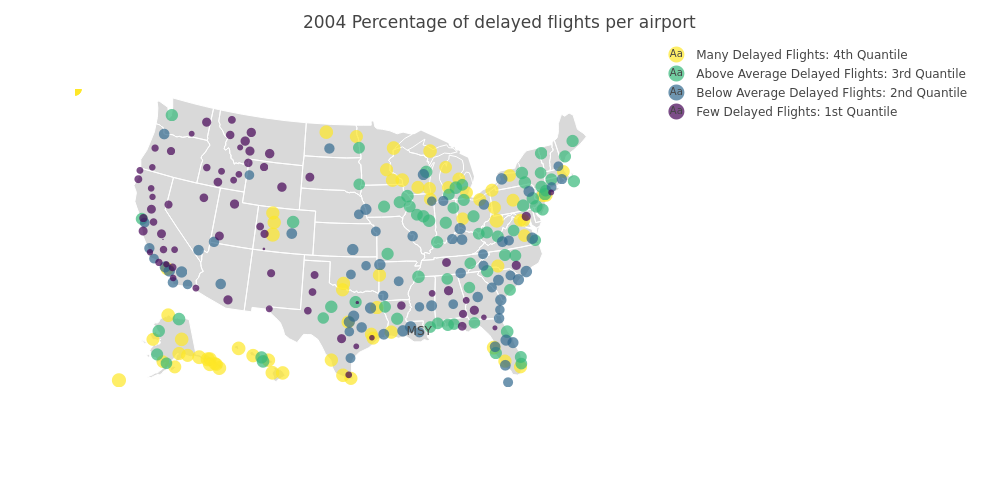 2004 Percentage of delayed flights per airport
Aa Many Delayed Flights: 4th Quantile
Aa Above Average Delayed Flights: 3rd Quantile
Aa Below Average Delayed Flights: 2nd Quantile
Aa Few Delayed Flights: 1st Quantile
MSY